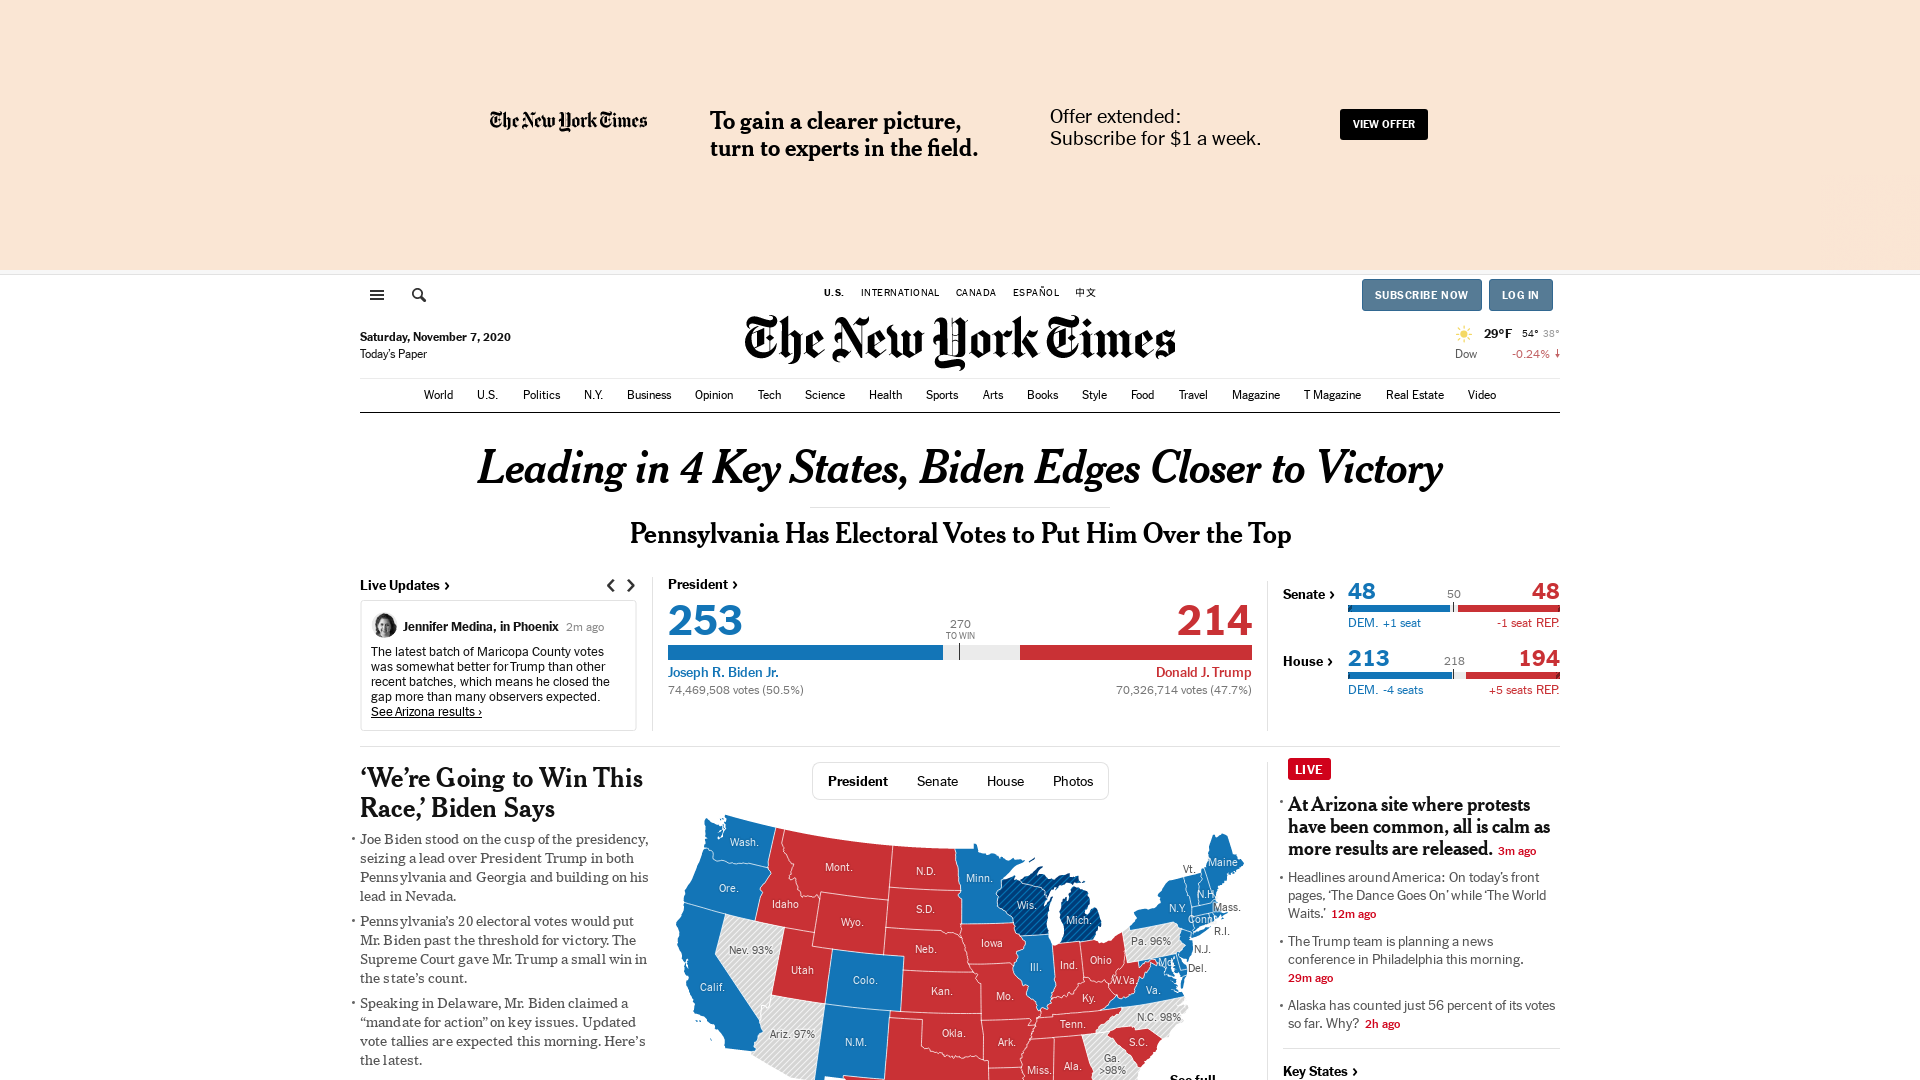 The New York Times
To gain a clearer picture,
turn to experts in the field.
Offer extended:
Subscribe for $1 a week.
VIEW OFFER
U.S. INTERNATIONAL CANADA ESPAÑOL 中文
SUBSCRIBE NOW LOG IN
Saturday, November 7, 2020
Today's Paper
The New York Times
29°F 54° 38°
Dow -0.24% ↓
World U.S. Politics N.Y. Business Opinion Tech Science Health Sports Arts Books Style Food Travel Magazine T Magazine Real Estate Video
Leading in 4 Key States, Biden Edges Closer to Victory
Pennsylvania Has Electoral Votes to Put Him Over the Top
Live Updates ›
Jennifer Medina, in Phoenix 2m ago
The latest batch of Maricopa County votes
was somewhat better for Trump than other
recent batches, which means he closed the
gap more than many observers expected.
See Arizona results ›
President ›
253
270
TO WIN
214
Joseph R. Biden Jr.
74,469,508 votes (50.5%)
Donald J. Trump
70,326,714 votes (47.7%)
Senate › 48 50 48
DEM. +1 seat -1 seat REP.
House › 213 218 194
DEM. -4 seats +5 seats REP.
‘We’re Going to Win This
Race,’ Biden Says
• Joe Biden stood on the cusp of the presidency,
seizing a lead over President Trump in both
Pennsylvania and Georgia and building on his
lead in Nevada.
• Pennsylvania’s 20 electoral votes would put
Mr. Biden past the threshold for victory. The
Supreme Court gave Mr. Trump a small win in
the state’s count.
• Speaking in Delaware, Mr. Biden claimed a
“mandate for action” on key issues. Updated
vote tallies are expected this morning. Here’s
the latest.
President Senate House Photos
Wash.
Mont.
N.D.
Minn.
Vt.
Maine
Ore.
Idaho
S.D.
Wis.
Mich.
N.H.
N.Y.
Mass.
Wyo.
Conn.
R.I.
Nev. 93%
Neb.
Iowa
Pa. 96%
N.J.
Utah
Colo.
Ill.
Ind.
Ohio
Md.
Del.
Calif.
Kan.
Mo.
Ky.
W.Va.
Va.
Ariz. 97%
N.M.
Okla.
Ark.
Tenn.
N.C. 98%
S.C.
Miss.
Ala.
Ga.
>98%
See full
LIVE
• At Arizona site where protests
have been common, all is calm as
more results are released. 3m ago
• Headlines around America: On today’s front
pages, ‘The Dance Goes On’ while ‘The World
Waits.’ 12m ago
• The Trump team is planning a news
conference in Philadelphia this morning.
29m ago
• Alaska has counted just 56 percent of its votes
so far. Why? 2h ago
Key States ›